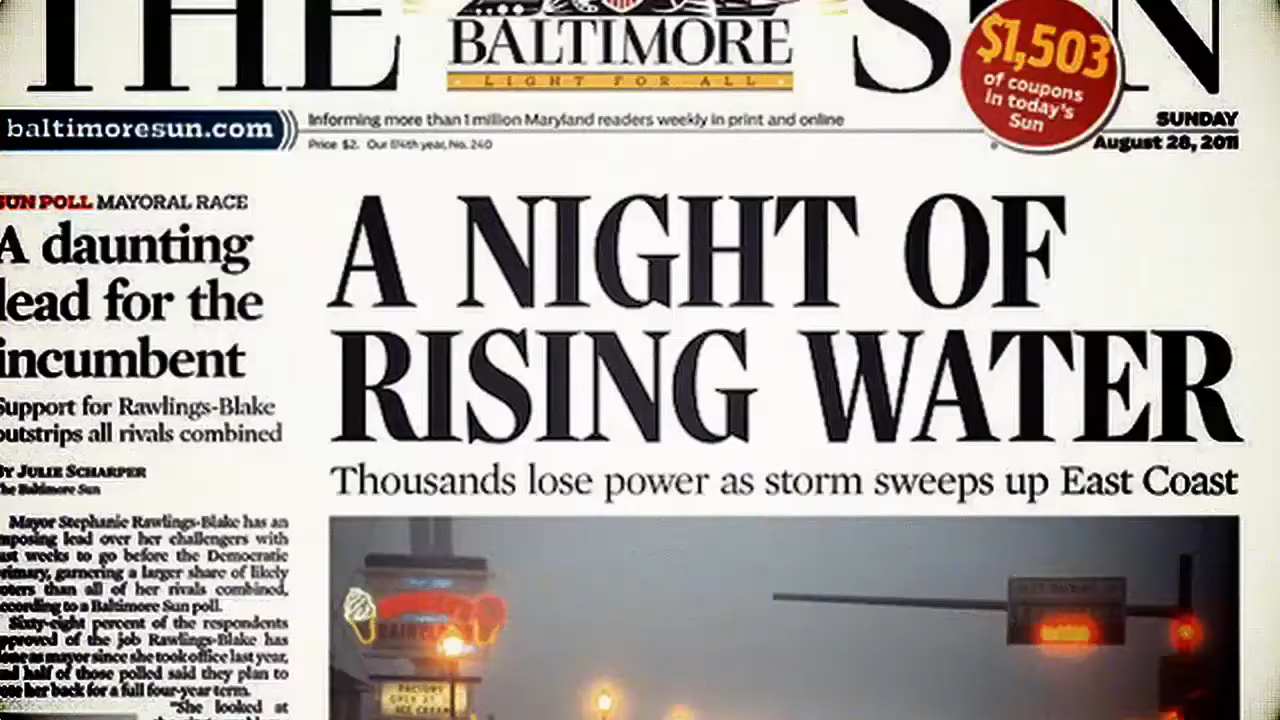 THE SUN
BALTIMORE
LIGHT FOR ALL
$1,503
of coupons
in today's
Sun
baltimoresun.com
Informing more than 1 million Maryland readers weekly in print and online
Price $2. Our 174th year, No. 240
SUNDAY
August 28, 2011
SUN POLL MAYORAL RACE
A daunting
lead for the
incumbent
Support for Rawlings-Blake
outstrips all rivals combined
BY JULIE SCHARPER
The Baltimore Sun
Mayor Stephanie Rawlings-Blake has an
imposing lead over her challengers with
just weeks to go before the Democratic
primary, garnering a larger share of likely
voters than all of her rivals combined,
according to a Baltimore Sun poll.
Sixty-eight percent of the respondents
approved of the job Rawlings-Blake has
done as mayor since she took office last year,
and half of those polled said they plan to
vote her back for a full four-year term.
"She looked at
A NIGHT OF
RISING WATER
Thousands lose power as storm sweeps up East Coast
FACTORY
ICE CREAM